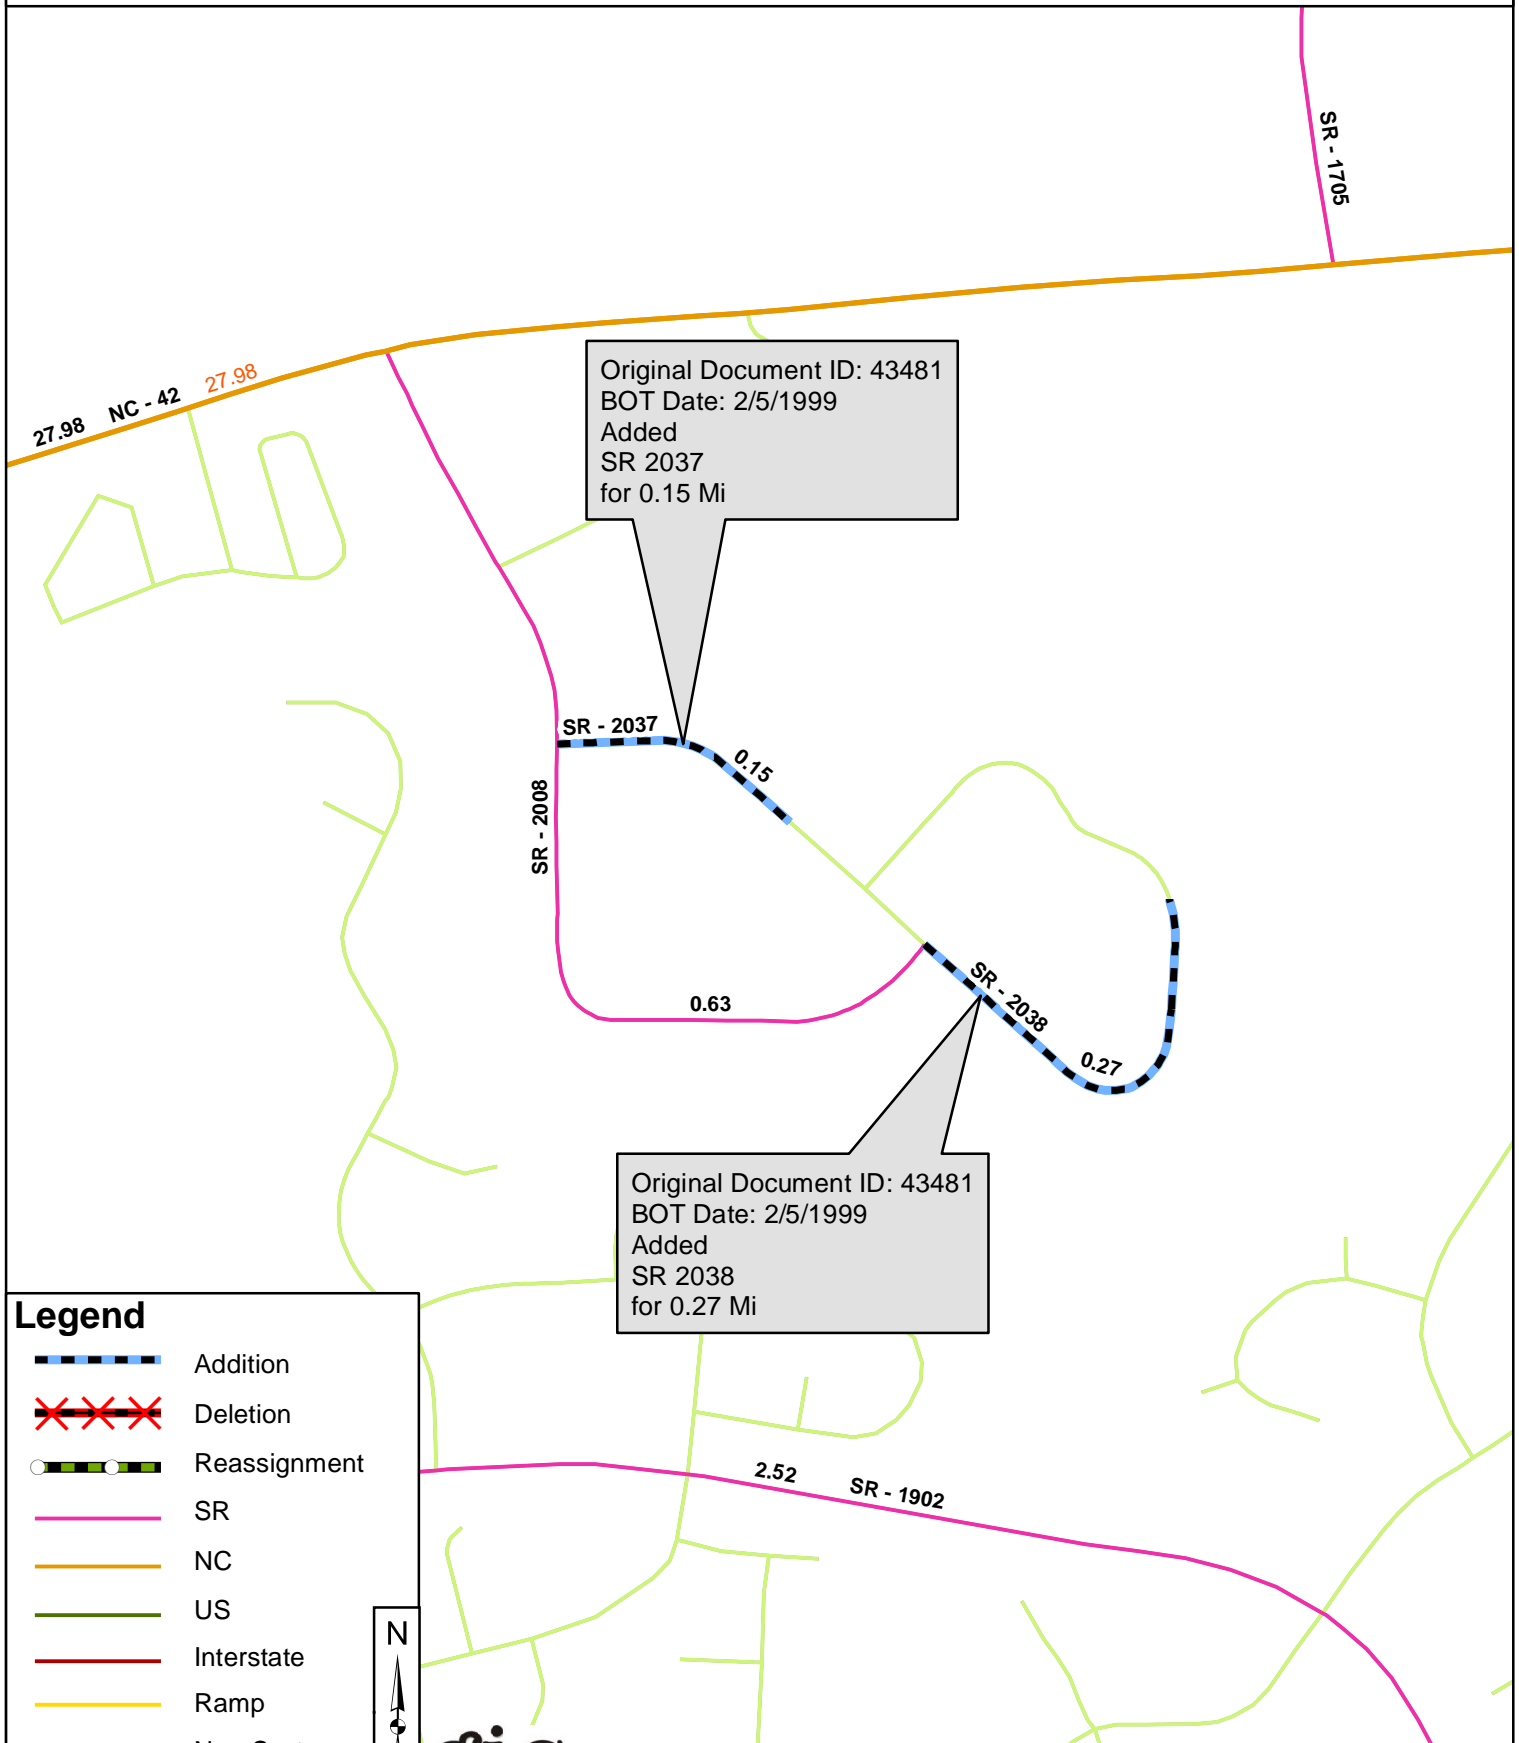 SR - 1705
27.98
NC - 42
27.98
Original Document ID: 43481
BOT Date: 2/5/1999
Added
SR 2037
for 0.15 Mi
SR - 2037
0.15
SR - 2008
0.63
SR - 2038
0.27
Original Document ID: 43481
BOT Date: 2/5/1999
Added
SR 2038
for 0.27 Mi
Legend
Addition
Deletion
Reassignment
SR
NC
US
Interstate
Ramp
N
2.52
SR - 1902